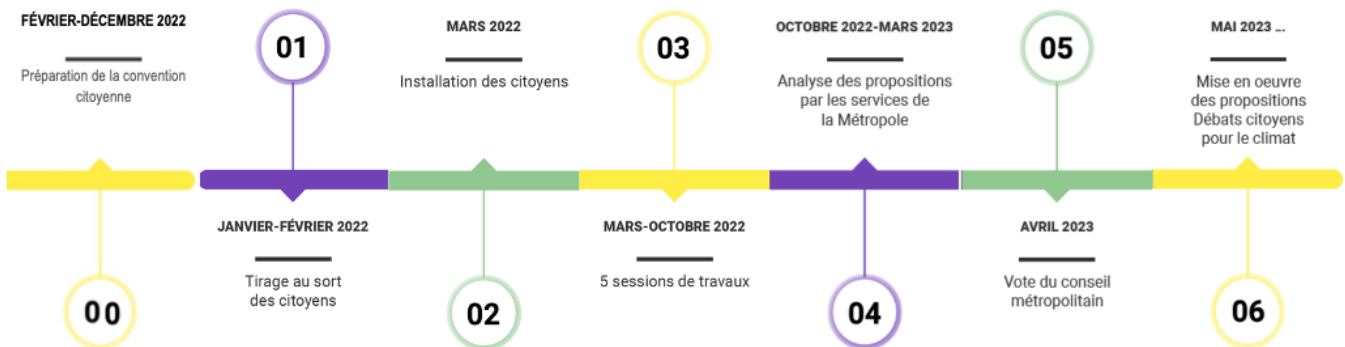 FÉVRIER-DÉCEMBRE 2022
Préparation de la convention
citoyenne
00
01
JANVIER-FÉVRIER 2022
Tirage au sort
des citoyens
MARS 2022
Installation des citoyens
02
03
MARS-OCTOBRE 2022
5 sessions de travaux
OCTOBRE 2022-MARS 2023
Analyse des propositions
par les services de
la Métropole
04
05
AVRIL 2023
Vote du conseil
métropolitain
MAI 2023 ...
Mise en oeuvre
des propositions
Débats citoyens
pour le climat
06